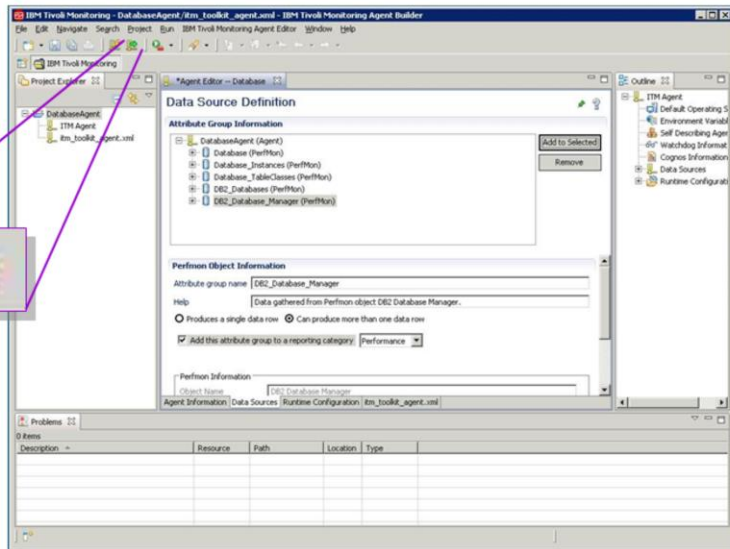 IBM Tivoli Monitoring - DatabaseAgent/itm_toolkit_agent.xml - IBM Tivoli Monitoring Agent Builder
File Edit Navigate Search Project Run IBM Tivoli Monitoring Agent Editor Window Help
IBM Tivoli Monitoring
Project Explorer
DatabaseAgent
ITM Agent
itm_toolkit_agent.xml
*Agent Editor -- Database
Data Source Definition
Attribute Group Information
DatabaseAgent (Agent)
Database (PerfMon)
Database_Instances (PerfMon)
Database_TableClasses (PerfMon)
DB2_Databases (PerfMon)
DB2_Database_Manager (PerfMon)
Add to Selected
Remove
Perfmon Object Information
Attribute group name DB2_Database_Manager
Help Data gathered from Perfmon object DB2 Database Manager.
Produces a single data row Can produce more than one data row
Add this attribute group to a reporting category Performance
Perfmon Information
Object Name DB2 Database Manager
Agent Information Data Sources Runtime Configuration itm_toolkit_agent.xml
Outline
ITM Agent
Default Operating S
Environment Variabl
Self Describing Agen
Watchdog Informat
Cognos Information
Data Sources
Runtime Configurati
Problems
0 items
Description Resource Path Location Type